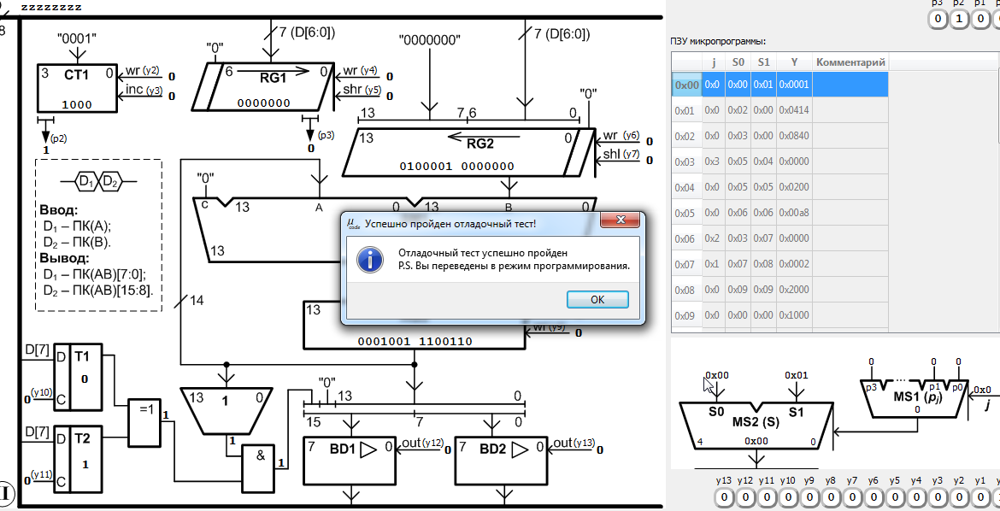 zzzzzzzz
8
"0001"
3 CT1 0
1000
wr (y2) 0
inc (y3) 0
(p2)
1
7 (D[6:0])
"0"
6 RG1 0
0000000
wr (y4) 0
shr (y5) 0
(p3)
0
"0000000"
7 (D[6:0])
13 7,6 0
"0"
13 RG2 0
0100001 0000000
wr (y6) 0
shl (y7) 0
D₁ D₂
Ввод:
D₁ – ПК(A);
D₂ – ПК(B).
Вывод:
D₁ – ПК(AB)[7:0];
D₂ – ПК(AB)[15:8].
"0"
C 13 A 0 13 B 0
13
14
13
0001001 1100110
wr (y9) 0
Успешно пройден отладочный тест!
Отладочный тест успешно пройден
P.S. Вы переведены в режим программирования.
OK
D[7] D T1
0
0 (y10) C
D[7] D T2
1
0 (y11) C
=1 1
13 1 0
1
& 1
"0"
13 0
15 7 0
7 BD1 0
out (y12) 0
7 BD2 0
out (y13) 0
p3 p2 p1
0 1 0
ПЗУ микропрограммы:
j S0 S1 Y Комментарий
0x00 0x0 0x00 0x01 0x0001
0x01 0x0 0x02 0x00 0x0414
0x02 0x0 0x03 0x00 0x0840
0x03 0x3 0x05 0x04 0x0000
0x04 0x0 0x05 0x05 0x0200
0x05 0x0 0x06 0x06 0x00a8
0x06 0x2 0x03 0x07 0x0000
0x07 0x1 0x07 0x08 0x0002
0x08 0x0 0x09 0x09 0x2000
0x09 0x0 0x00 0x00 0x1000
0x00 0x01
S0 S1
MS2 (S)
4 0x00 0
0 0 0
p3 ... p1 p0
MS1 (pj)
0
0x0
j
y13 y12 y11 y10 y9 y8 y7 y6 y5 y4 y3 y2 y1
0 0 0 0 0 0 0 0 0 0 0 0 0